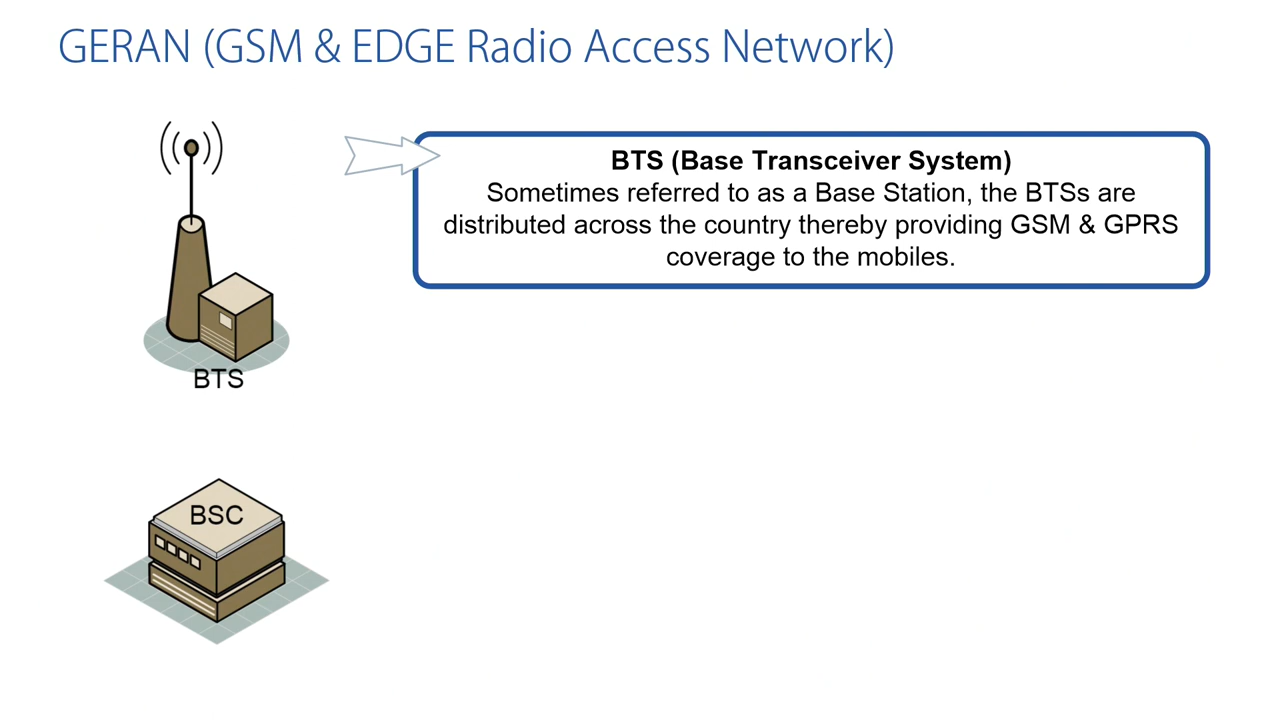 GERAN (GSM & EDGE Radio Access Network)
BTS (Base Transceiver System)
Sometimes referred to as a Base Station, the BTSs are
distributed across the country thereby providing GSM & GPRS
coverage to the mobiles.
BTS
BSC